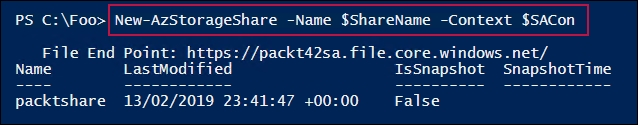 PS C:\Foo> New-AzStorageShare -Name $ShareName -Context $SACon
File End Point: https://packt42sa.file.core.windows.net/
Name LastModified IsSnapshot SnapshotTime
---- ------------ ---------- ------------
packtshare 13/02/2019 23:41:47 +00:00 False